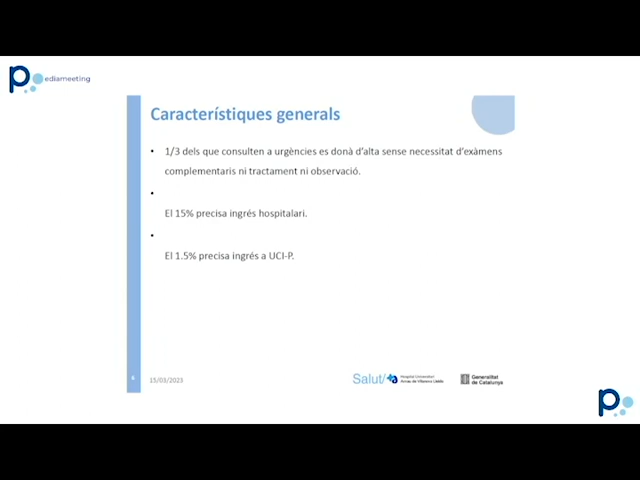 Pediameeting
Característiques generals
• 1/3 dels que consulten a urgències es donà d'alta sense necessitat d'exàmens
complementaris ni tractament ni observació.
•
El 15% precisa ingrés hospitalari.
•
El 1.5% precisa ingrés a UCI-P.
6
15/03/2023
Salut/
Hospital Universitari
Arnau de Vilanova Lleida
Generalitat
de Catalunya
P